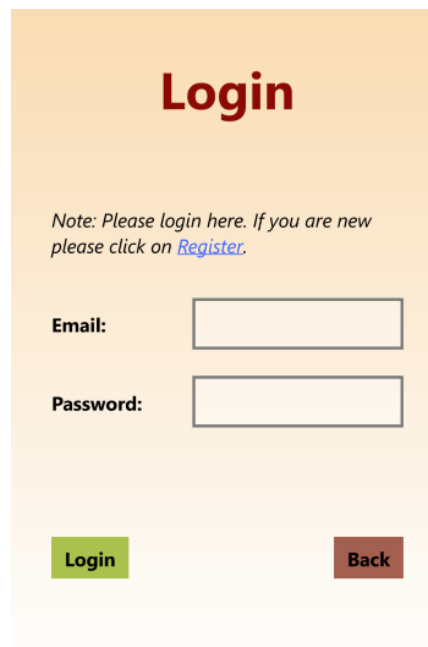 Login
Note: Please login here. If you are new
please click on Register.
Email:
Password:
Login
Back